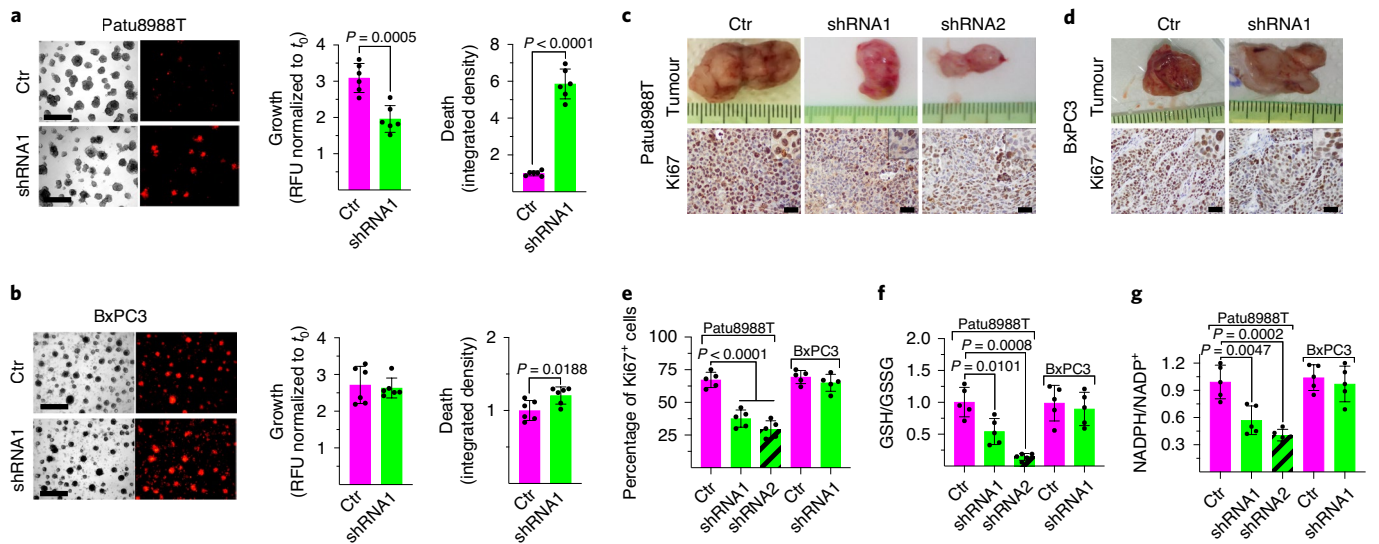 a
Patu8988T
Ctr
shRNA1
Growth
(RFU normalized to t0)
4
3
2
1
P = 0.0005
Ctr
shRNA1
Death
(integrated density)
8
6
4
2
P < 0.0001
Ctr
shRNA1
b
BxPC3
Ctr
shRNA1
Growth
(RFU normalized to t0)
4
3
2
1
Ctr
shRNA1
Death
(integrated density)
2
1
0
P = 0.0188
Ctr
shRNA1
c
Ctr
shRNA1
shRNA2
Patu8988T
Tumour
Ki67
d
Ctr
shRNA1
BxPC3
Tumour
Ki67
e
Percentage of Ki67+ cells
100
75
50
25
Patu8988T
P < 0.0001
BxPC3
Ctr
shRNA1
shRNA2
Ctr
shRNA1
f
GSH/GSSG
2.0
1.5
1.0
0.5
Patu8988T
P = 0.0008
P = 0.0101
BxPC3
Ctr
shRNA1
shRNA2
Ctr
shRNA1
g
NADPH/NADP+
1.2
0.9
0.6
0.3
Patu8988T
P = 0.0002
P = 0.0047
BxPC3
Ctr
shRNA1
shRNA2
Ctr
shRNA1